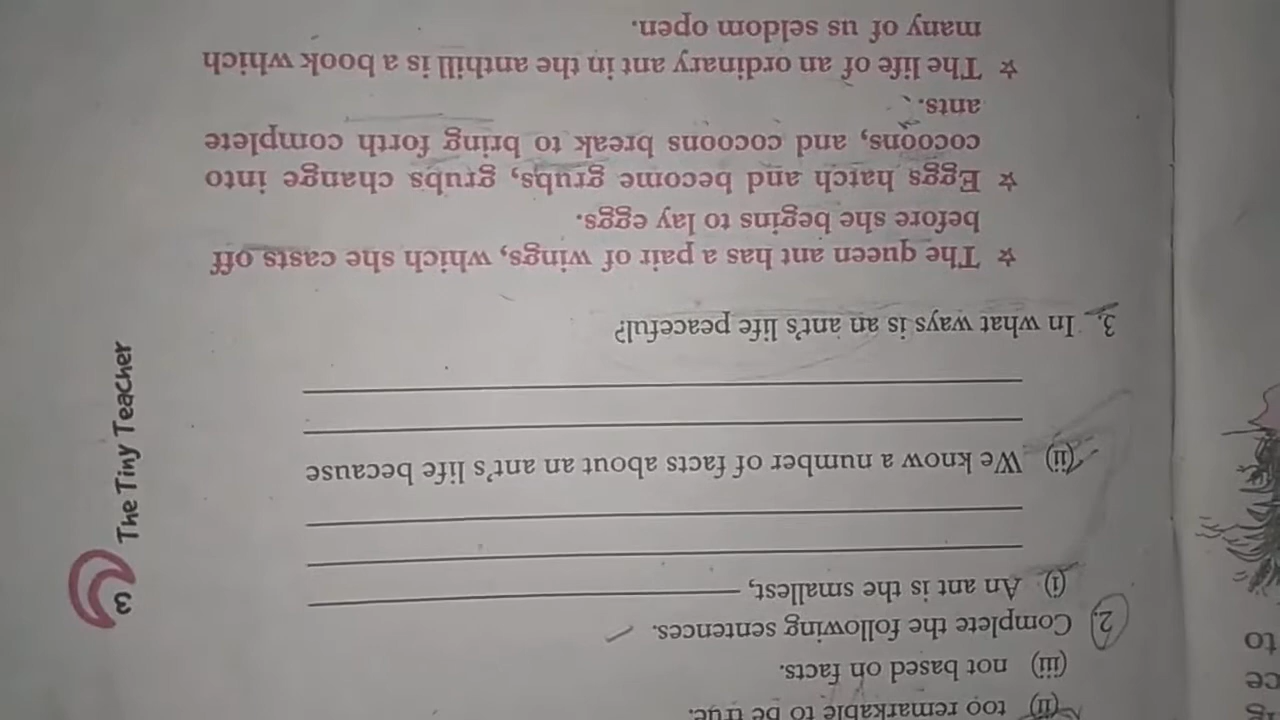 (ii) too remarkable to be true.
(iii) not based on facts.
2. Complete the following sentences.
(i) An ant is the smallest,
(ii) We know a number of facts about an ant's life because
3. In what ways is an ant's life peaceful?
☆ The queen ant has a pair of wings, which she casts off
before she begins to lay eggs.
☆ Eggs hatch and become grubs, grubs change into
cocoons, and cocoons break to bring forth complete
ants.
☆ The life of an ordinary ant in the anthill is a book which
many of us seldom open.
3 The Tiny Teacher
to